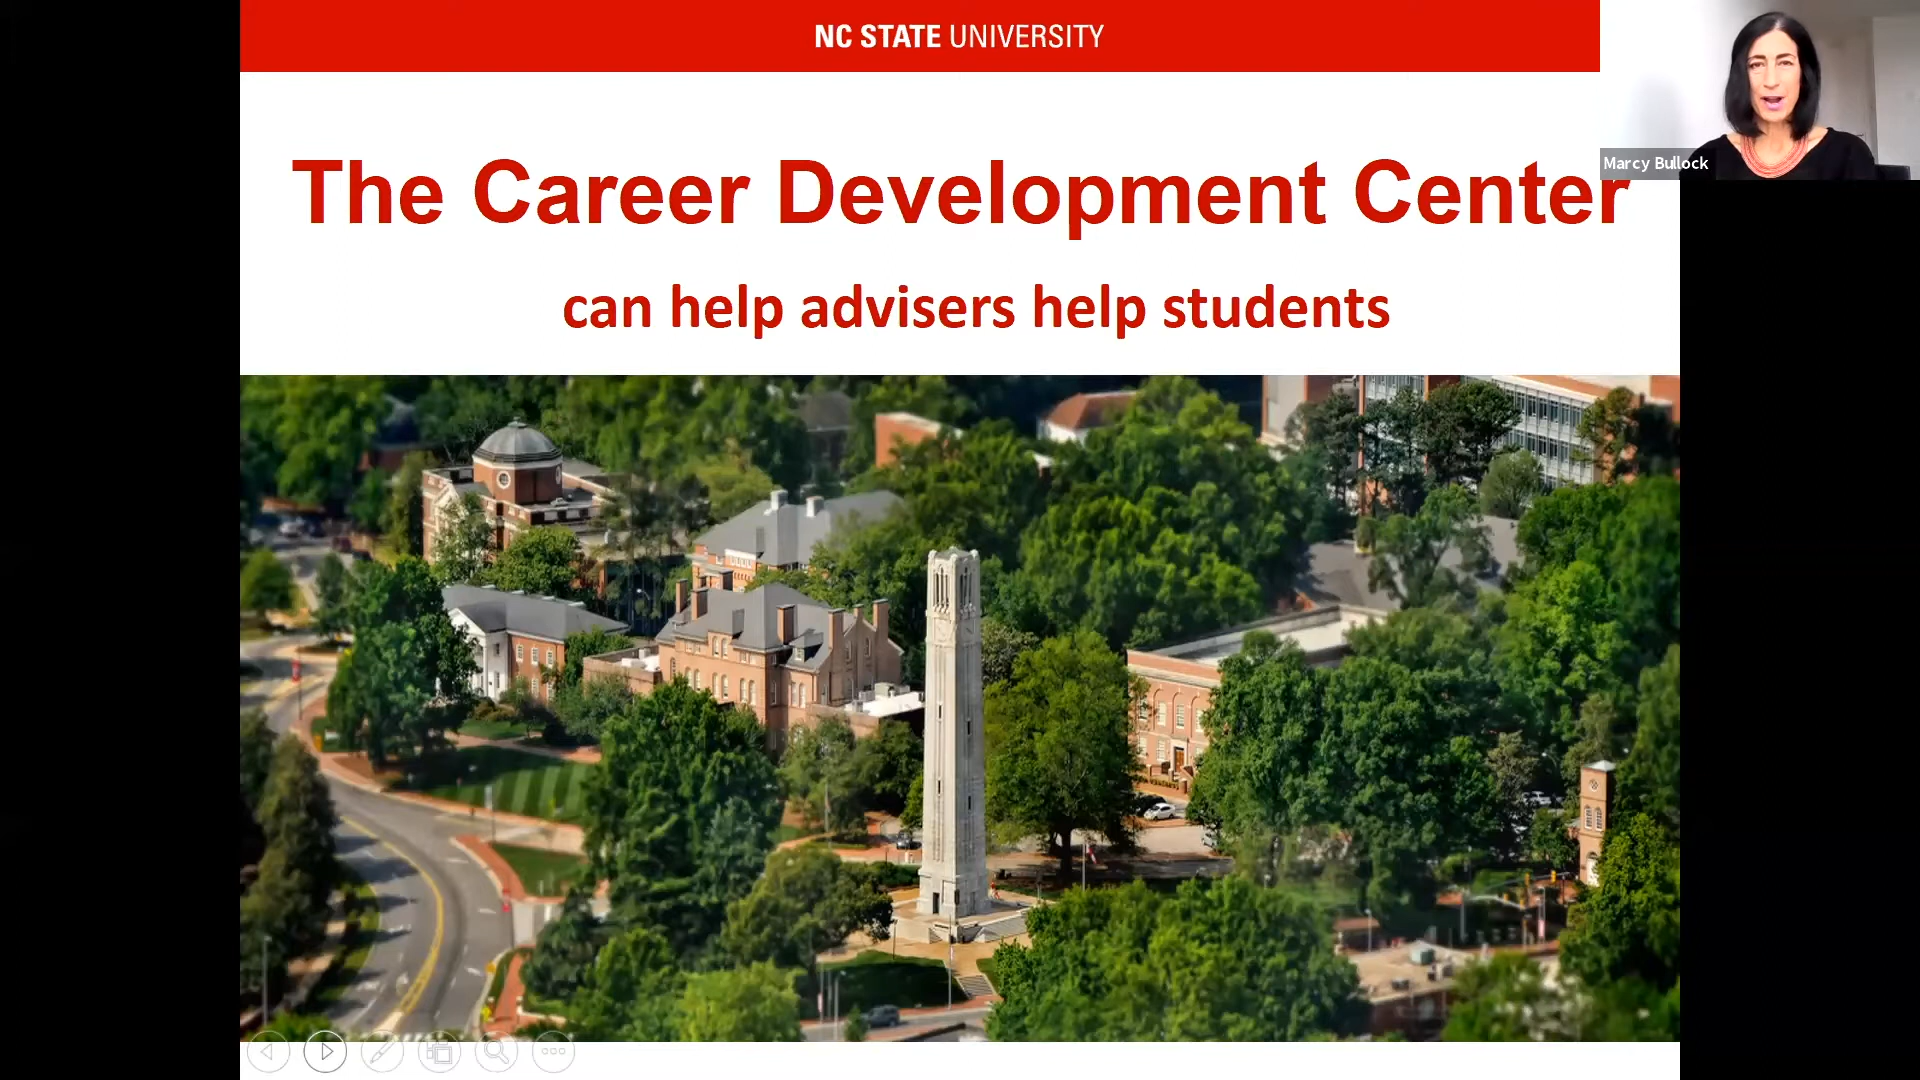 NC STATE UNIVERSITY
Marcy Bullock
The Career Development Center
can help advisers help students